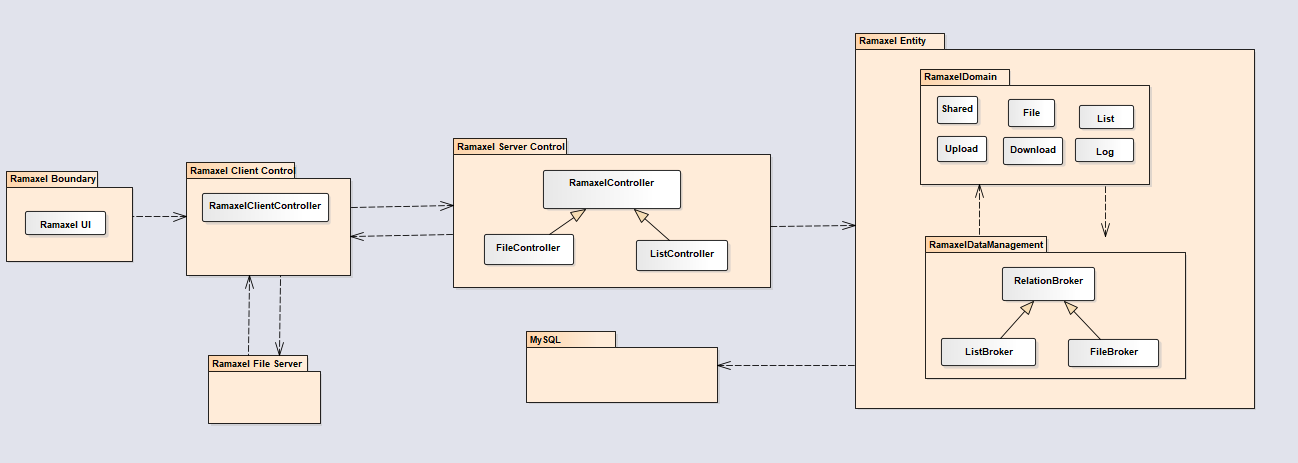 Ramaxel Boundary
Ramaxel UI
Ramaxel Client Control
RamaxelClientController
Ramaxel File Server
Ramaxel Server Control
RamaxelController
FileController
ListController
MySQL
Ramaxel Entity
RamaxelDomain
Shared
File
List
Upload
Download
Log
RamaxelDataManagement
RelationBroker
ListBroker
FileBroker